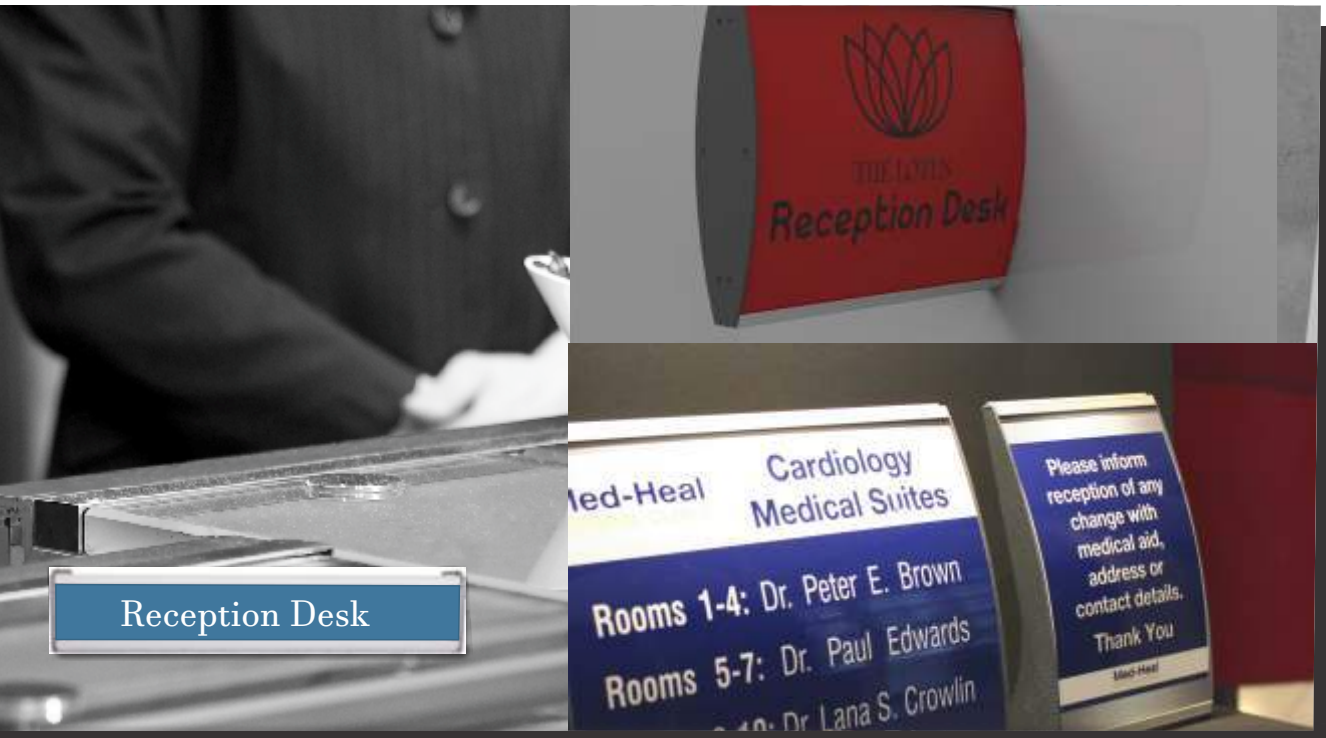 THE LOTUS
Reception Desk
Reception Desk
Med-Heal
Cardiology
Medical Suites
Rooms 1-4: Dr. Peter E. Brown
Rooms 5-7: Dr. Paul Edwards
Dr. Lana S. Crowlin
Please inform
reception of any
change with
medical aid,
address or
contact details.
Thank You
Med-Heal